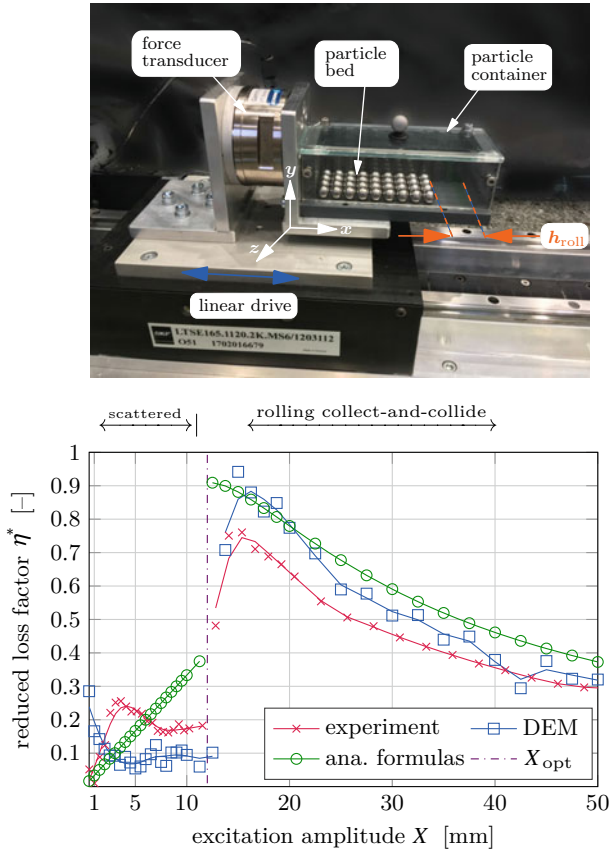 force
transducer
particle
bed
particle
container
y
x
z
h_roll
linear drive
SKF
LTSE165.1120.2K.MS6/1203112
O51 1702016679
scattered
rolling collect-and-collide
1
0.9
0.8
0.7
0.6
0.5
0.4
0.3
0.2
0.1
reduced loss factor η* [–]
experiment
DEM
ana. formulas
X_opt
1 5 10 20 30 40 50
excitation amplitude X [mm]